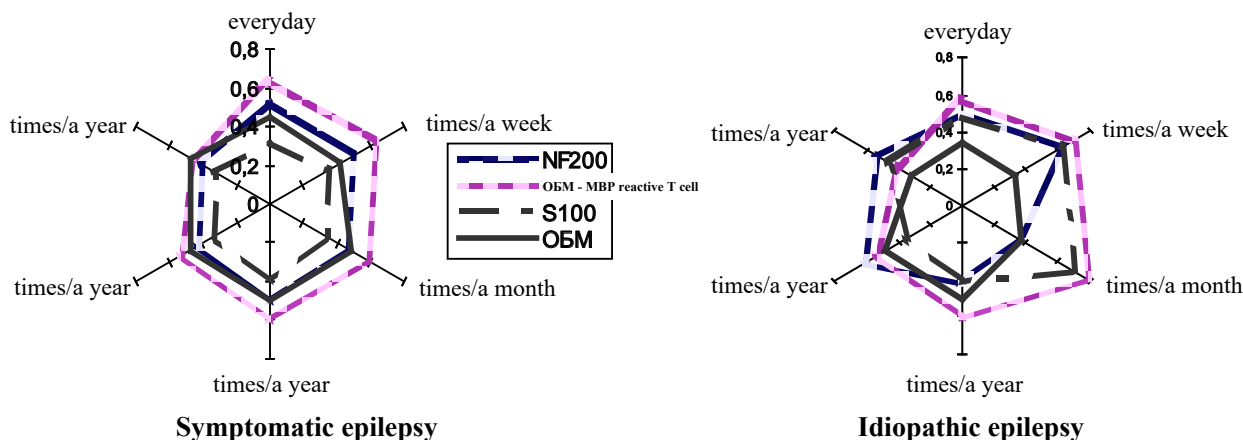 everyday
0,8
0,6
0,4
0,2
0
times/a year
times/a week
times/a year
times/a month
times/a year
Symptomatic epilepsy
NF200
ОБМ - MBP reactive T cell
S100
ОБМ
everyday
0,8
0,6
0,4
0,2
0
times/a year
times/a week
times/a year
times/a month
times/a year
Idiopathic epilepsy